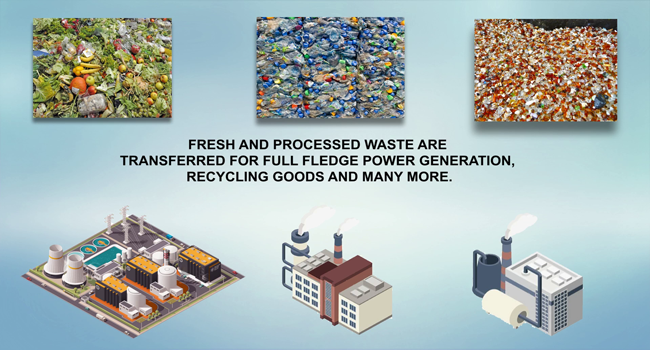 FRESH AND PROCESSED WASTE ARE
TRANSFERRED FOR FULL FLEDGE POWER GENERATION,
RECYCLING GOODS AND MANY MORE.